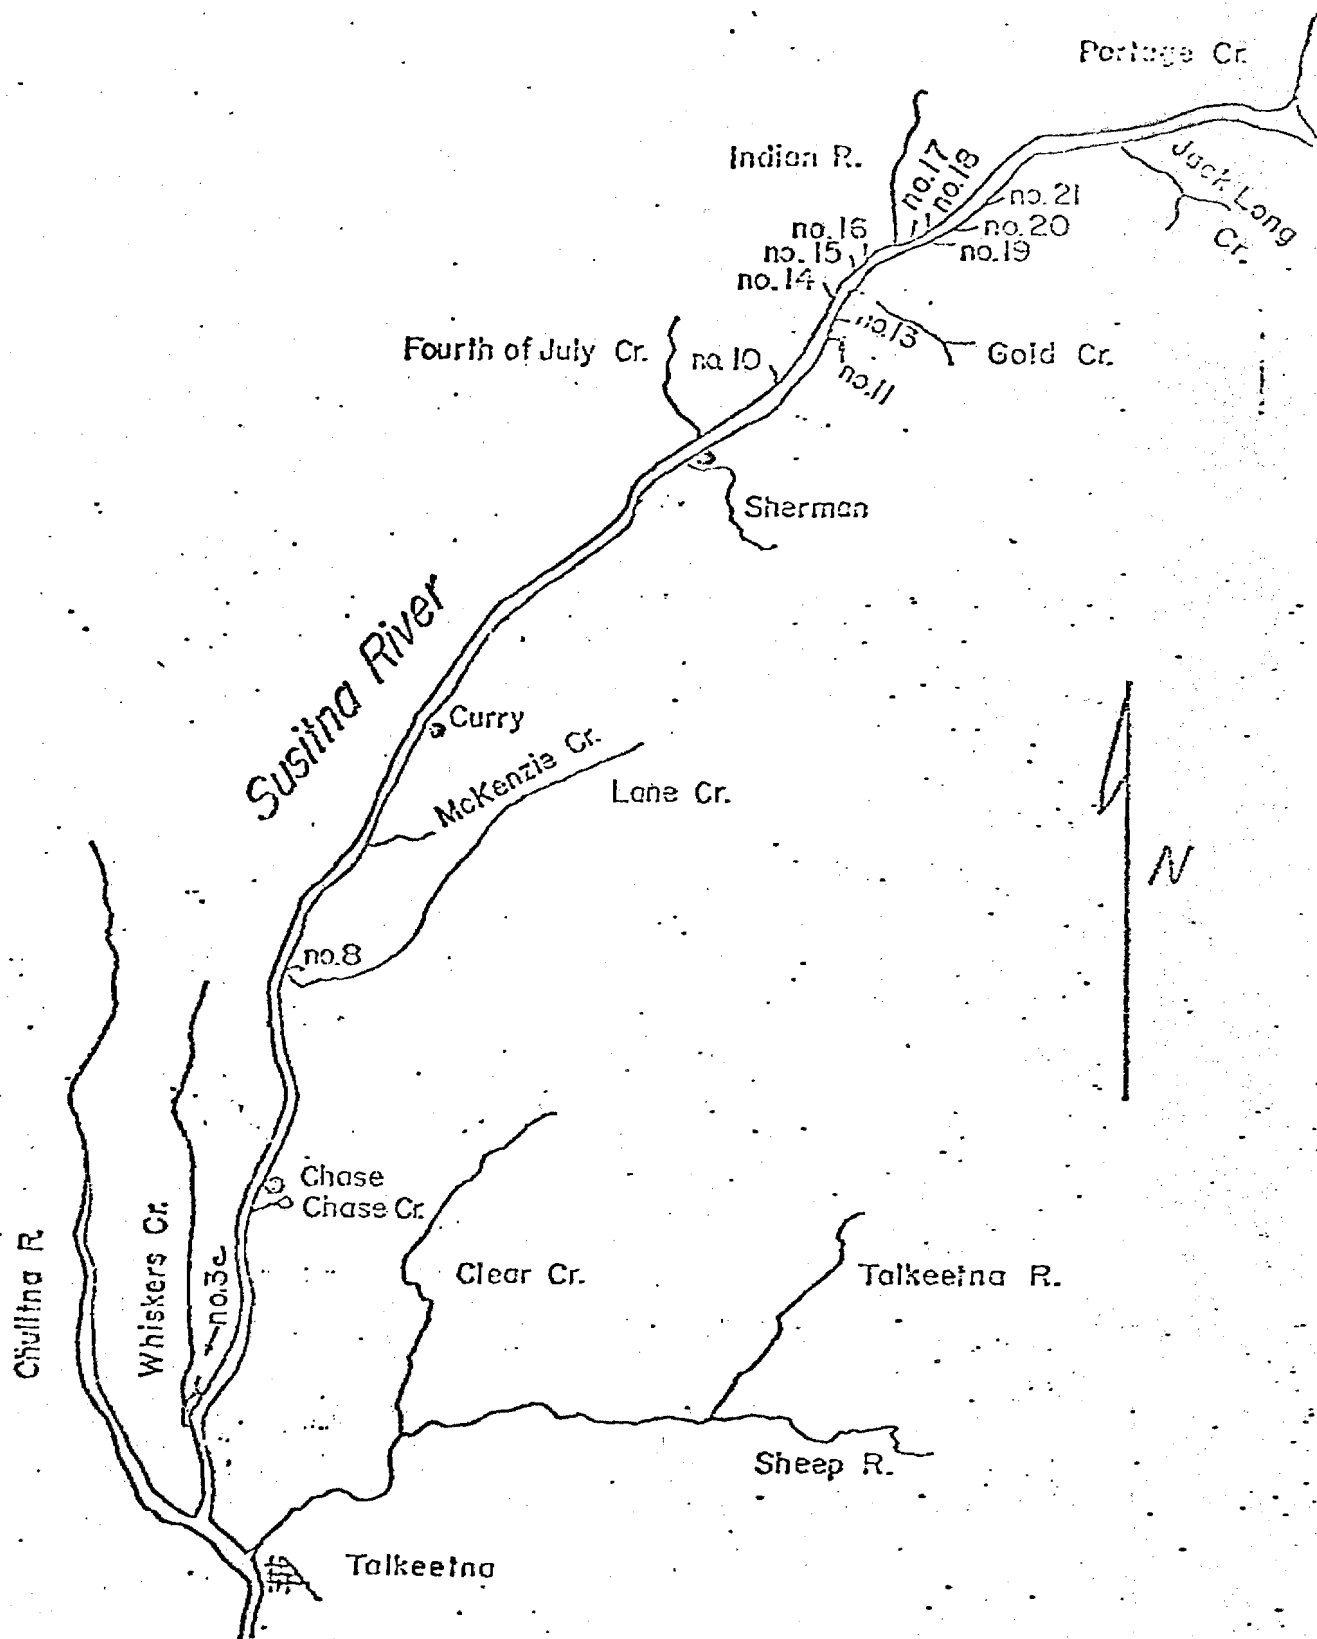 Portage Cr.
Indian R.
no.17
no.18
Jack Long
Cr.
no.21
no.16
no.20
no.15
no.19
no.14
no.13
Fourth of July Cr.
no.10
Gold Cr.
no.11
Sherman
Susitna River
Curry
McKenzie Cr.
Lane Cr.
N
no.8
Chase
Chase Cr.
Chulitna R.
Whiskers Cr.
no.3c
Clear Cr.
Talkeetna R.
Sheep R.
Talkeetna